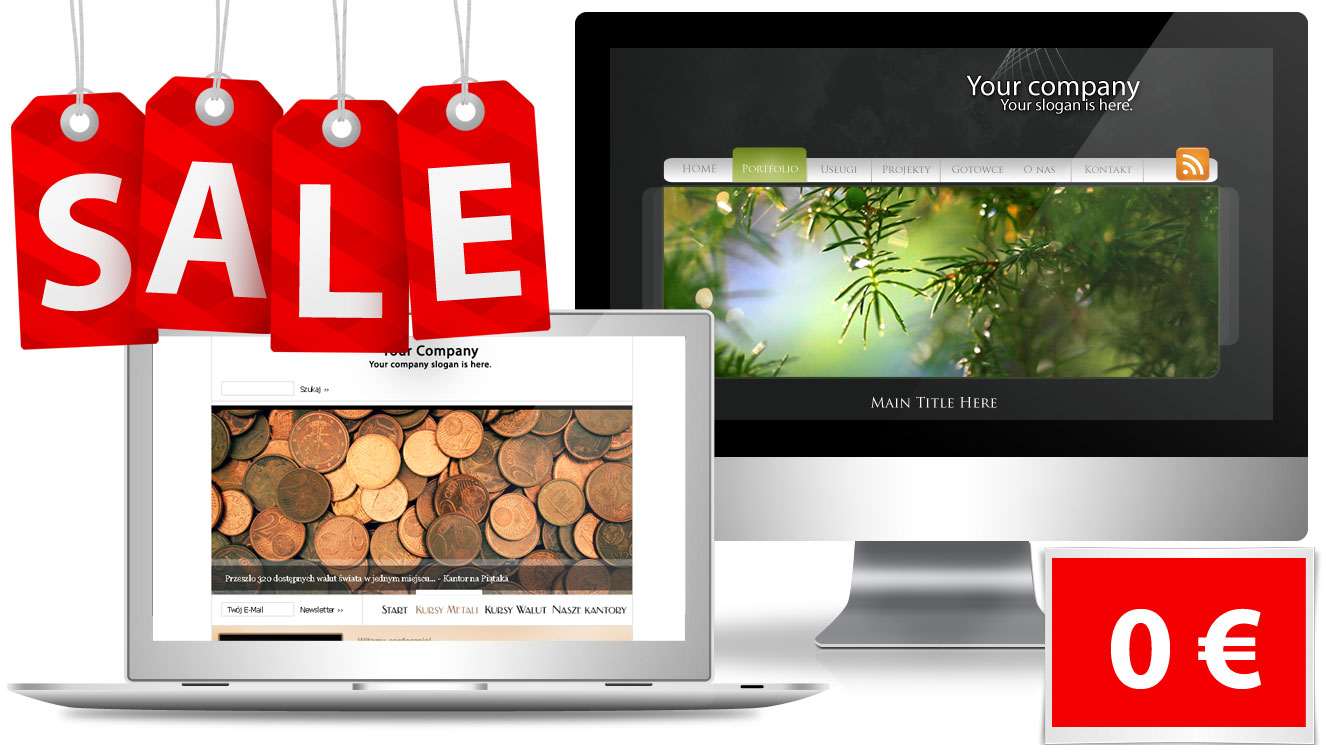 SALE
Your company
Your slogan is here.
HOME PORTFOLIO USŁUGI PROJEKTY GOTOWCE O NAS KONTAKT
MAIN TITLE HERE
Your Company
Your company slogan is here.
Szukaj >>
Przeszło 320 dostępnych walut świata w jednym miejscu... - Kantor na Piątaka
Twój E-Mail Newsletter >> START KURSY METALI KURSY WALUT NASZE KANTORY
0 €